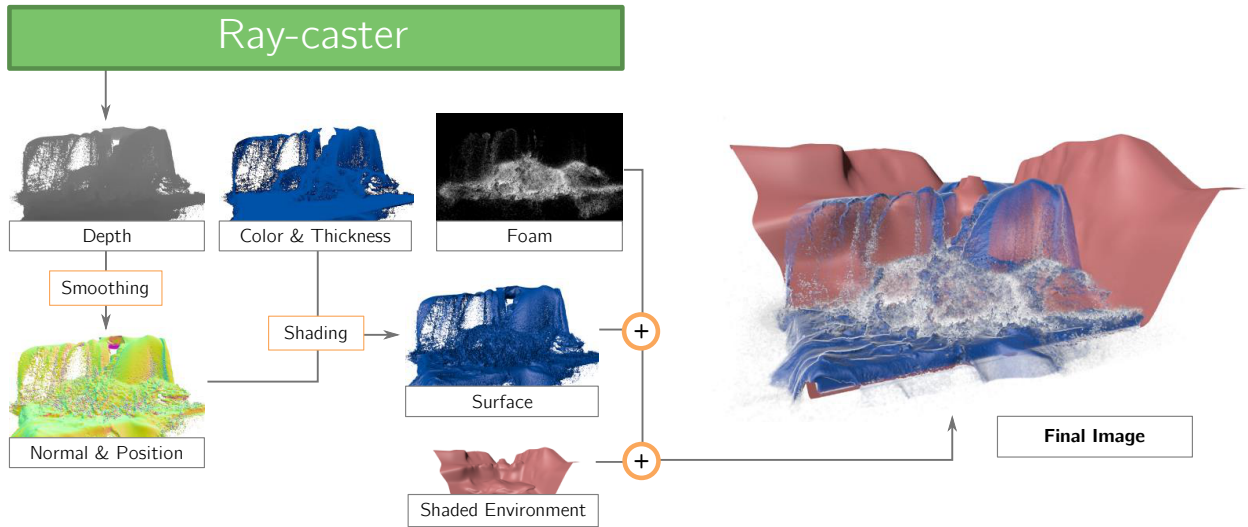 Ray-caster
Depth
Color & Thickness
Foam
Smoothing
Shading
Normal & Position
Surface
Shaded Environment
+
+
Final Image